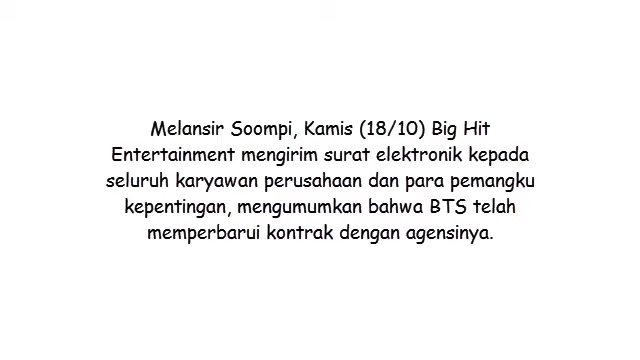 Melansir Soompi, Kamis (18/10) Big Hit
Entertainment mengirim surat elektronik kepada
seluruh karyawan perusahaan dan para pemangku
kepentingan, mengumumkan bahwa BTS telah
memperbarui kontrak dengan agensinya.